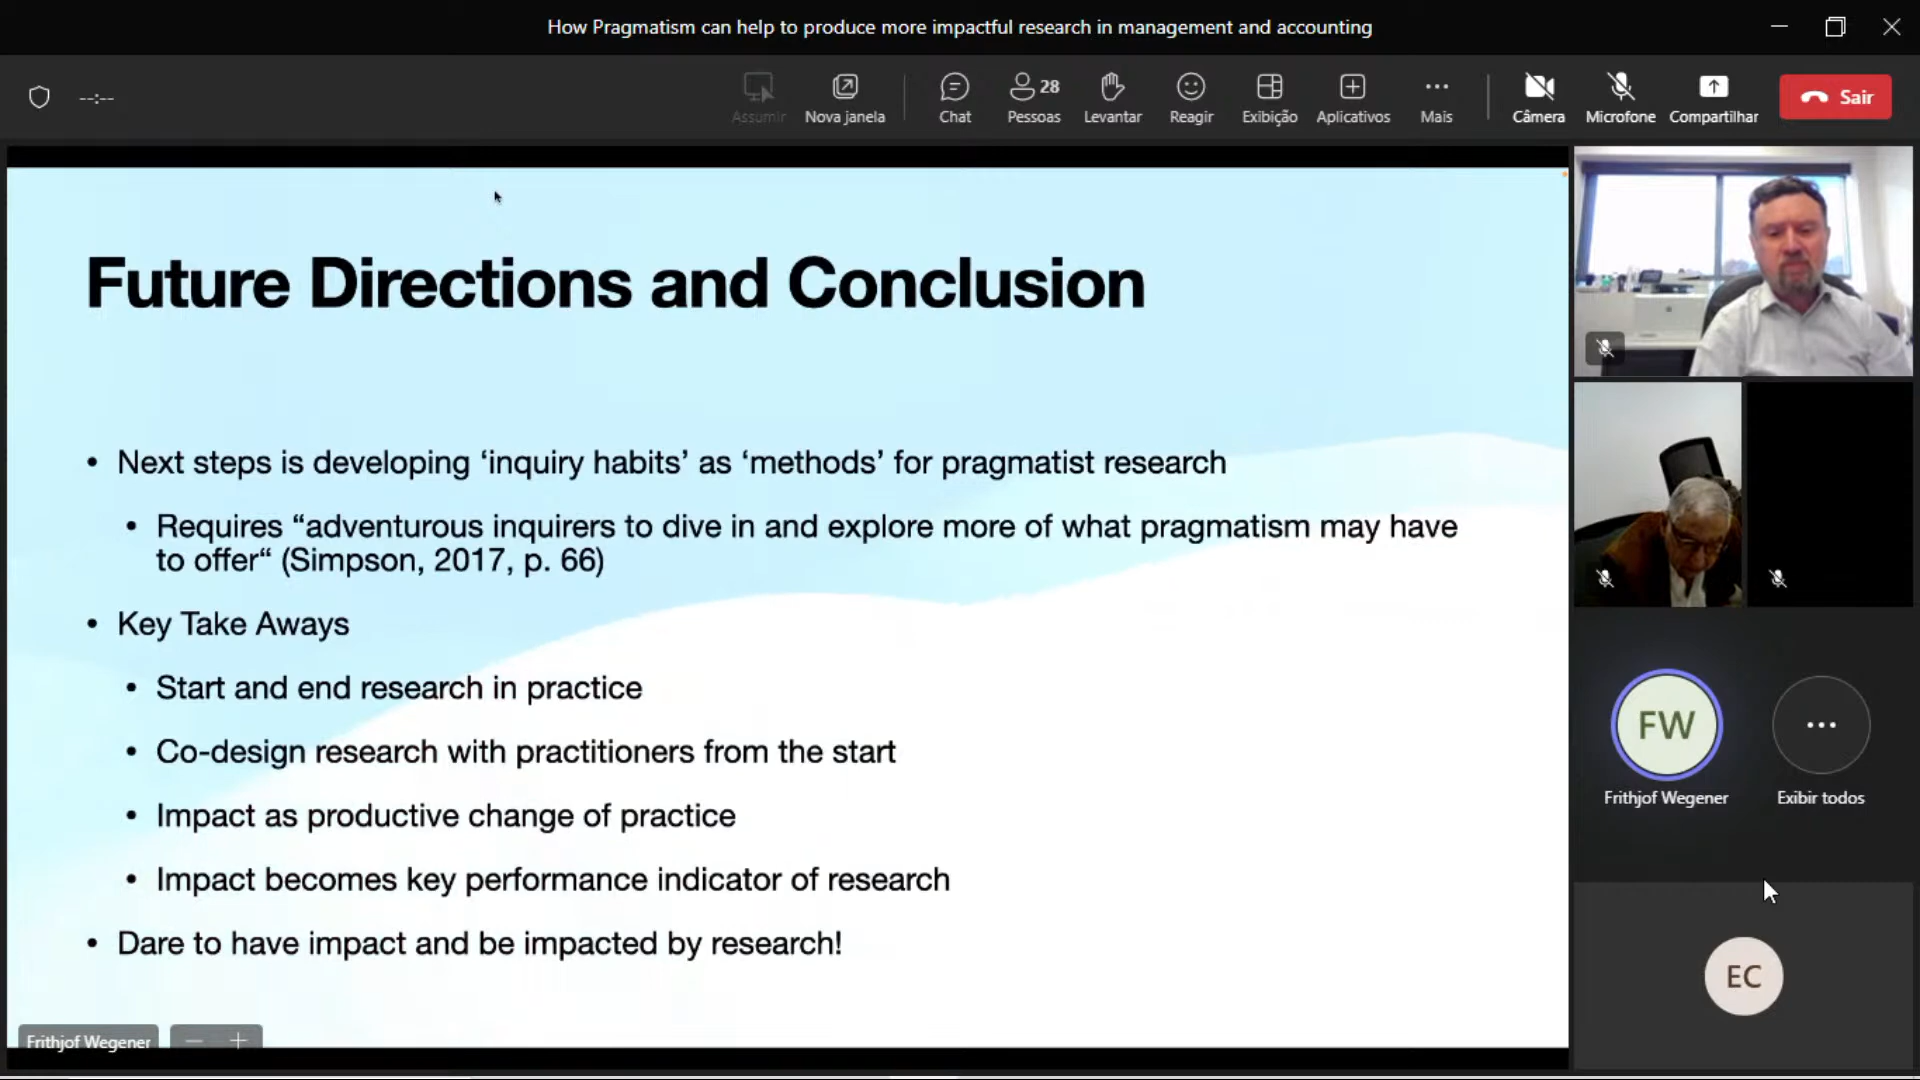 How Pragmatism can help to produce more impactful research in management and accounting
--:--
Assumir
Nova janela
Chat
28
Pessoas
Levantar
Reagir
Exibição
Aplicativos
Mais
Câmera
Microfone
Compartilhar
Sair
Future Directions and Conclusion
• Next steps is developing ‘inquiry habits’ as ‘methods’ for pragmatist research
• Requires “adventurous inquirers to dive in and explore more of what pragmatism may have
to offer“ (Simpson, 2017, p. 66)
• Key Take Aways
• Start and end research in practice
• Co-design research with practitioners from the start
• Impact as productive change of practice
• Impact becomes key performance indicator of research
• Dare to have impact and be impacted by research!
Frithjof Wegener
FW
Frithjof Wegener
Exibir todos
EC